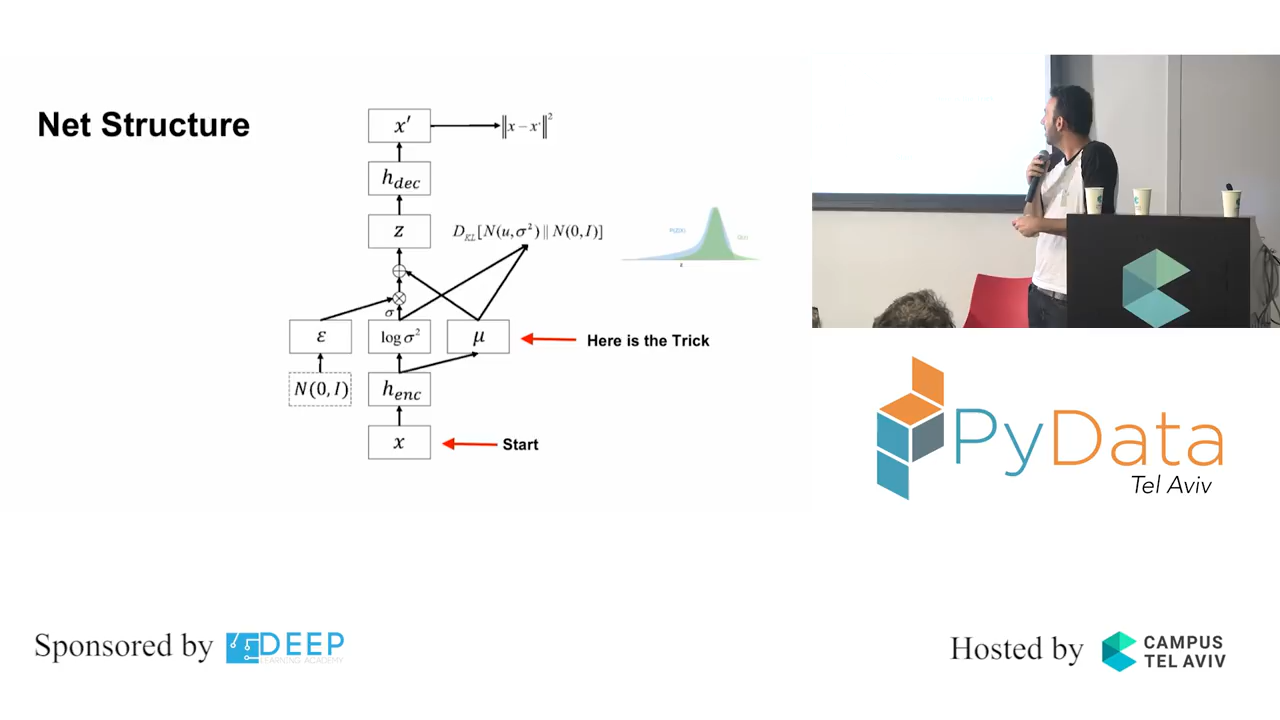 Net Structure
x′
‖x − x'‖²
h_dec
z
D_KL[N(u,σ²) ‖ N(0,I)]
σ
ε
log σ²
μ
Here is the Trick
N(0, I)
h_enc
x
Start
PyData
Tel Aviv
Sponsored by DEEP
LEARNING ACADEMY
Hosted by CAMPUS
TEL AVIV